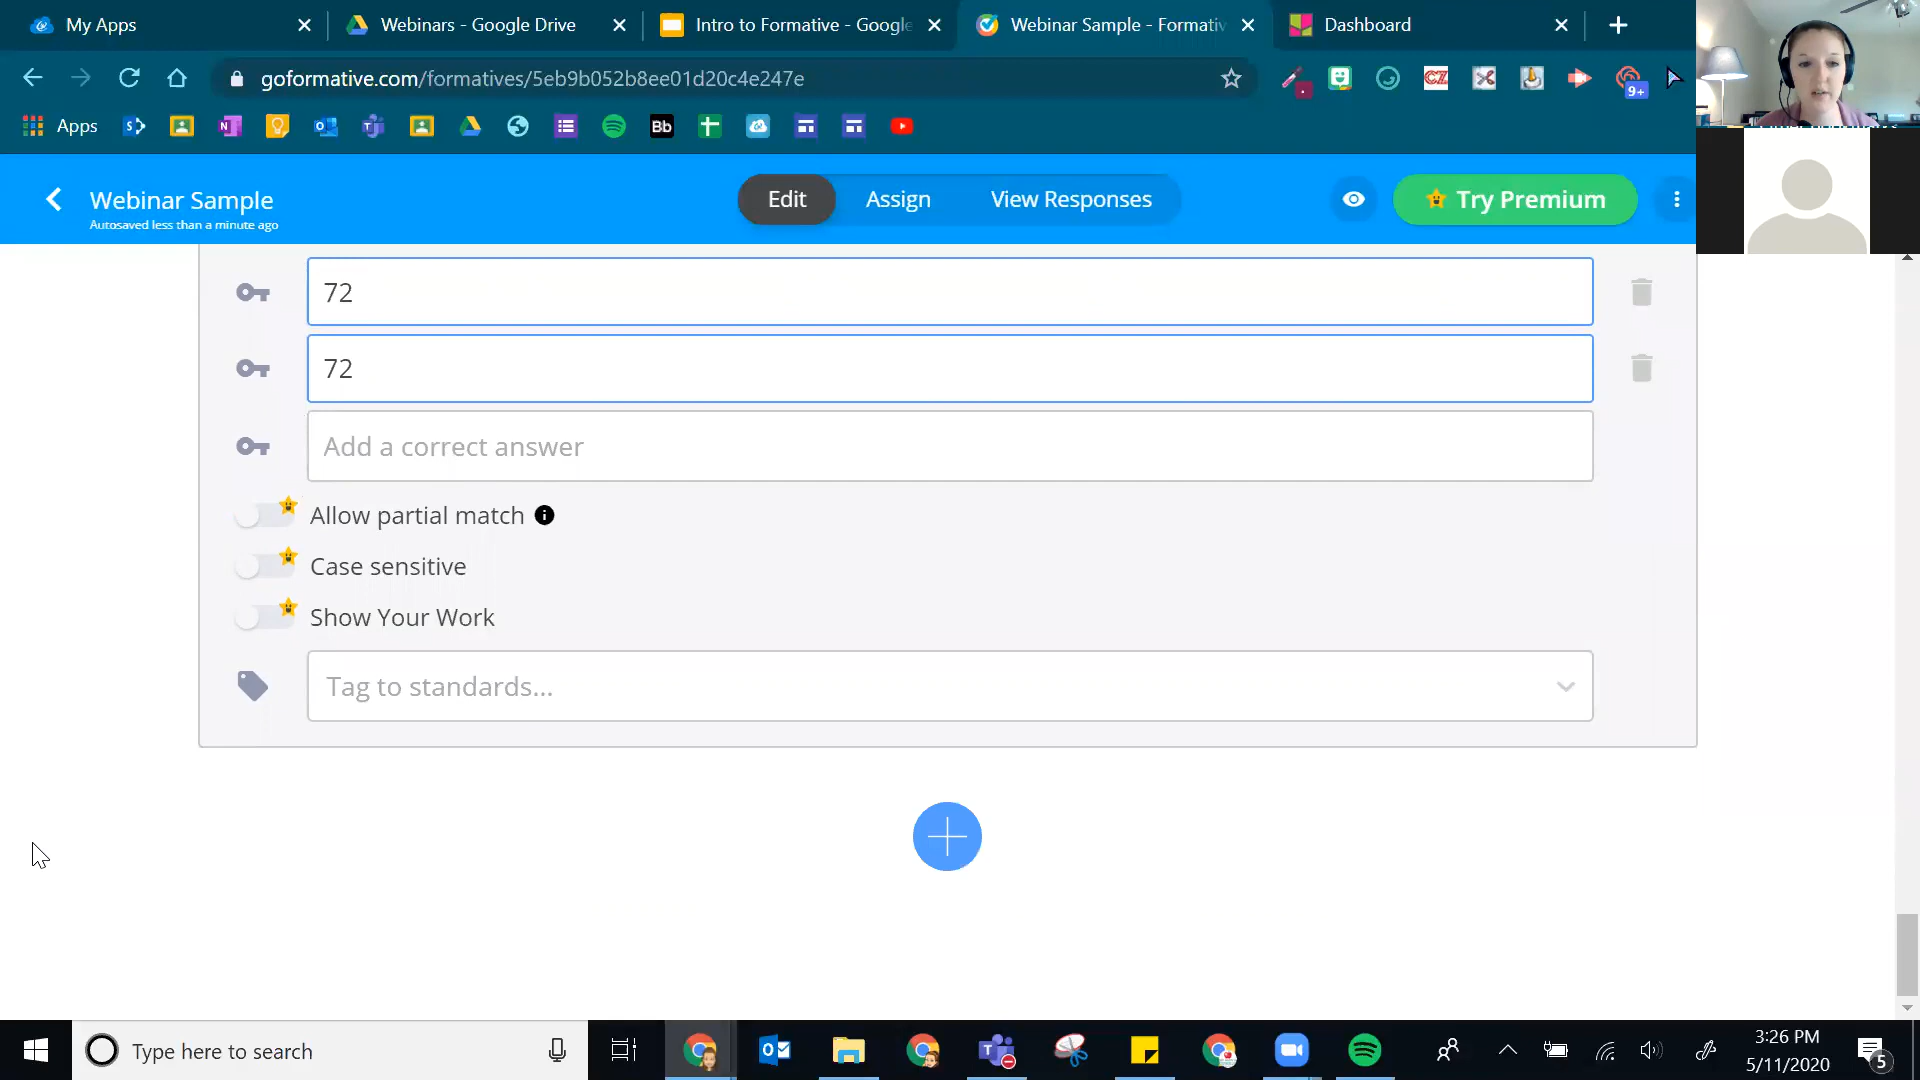 My Apps
Webinars - Google Drive
Intro to Formative - Google
Webinar Sample - Formativ
Dashboard
goformative.com/formatives/5eb9b052b8ee01d20c4e247e
CZ
9+
Apps
Bb
Webinar Sample
Autosaved less than a minute ago
Edit
Assign
View Responses
Try Premium
72
72
Add a correct answer
Allow partial match
Case sensitive
Show Your Work
Tag to standards...
Type here to search
3:26 PM
5/11/2020
5